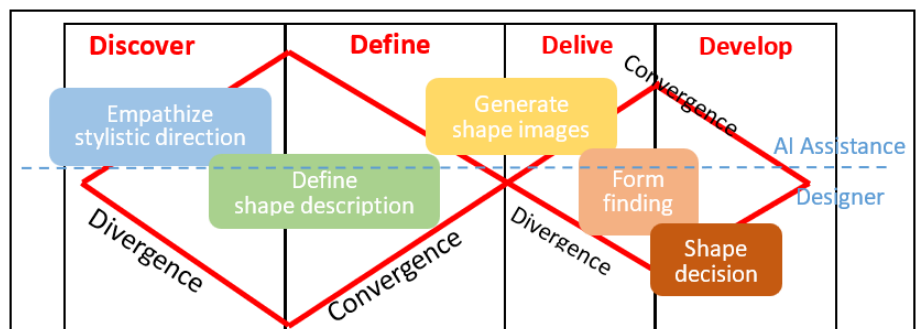 Discover
Define
Delive
Develop
Empathize
stylistic direction
Define
shape description
Generate
shape images
Form
finding
Shape
decision
Divergence
Convergence
Divergence
Convergence
AI Assistance
Designer